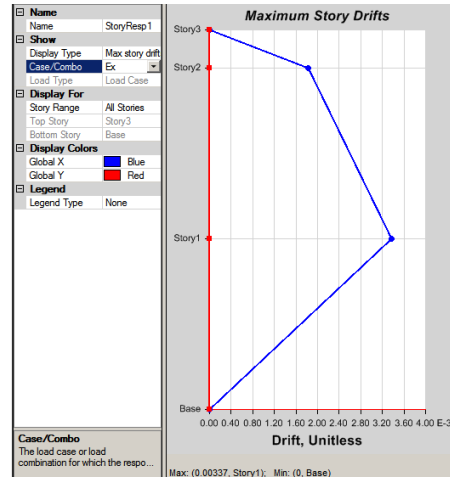 Name
Name StoryResp1
Show
Display Type Max story drift
Case/Combo Ex
Load Type Load Case
Display For
Story Range All Stories
Top Story Story3
Bottom Story Base
Display Colors
Global X Blue
Global Y Red
Legend
Legend Type None
Case/Combo
The load case or load
combination for which the respo...
Maximum Story Drifts
Story3
Story2
Story1
Base
0.00 0.40 0.80 1.20 1.60 2.00 2.40 2.80 3.20 3.60 4.00 E-3
Drift, Unitless
Max: (0.00337, Story1); Min: (0, Base)